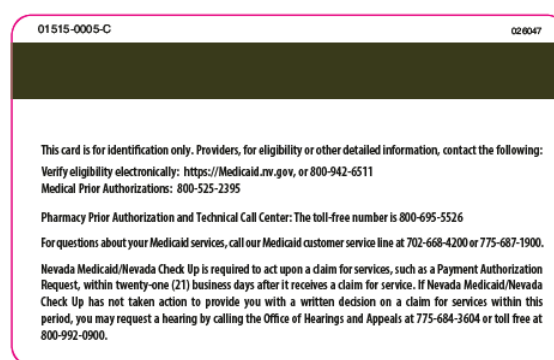 01515-0005-C 026047
This card is for identification only. Providers, for eligibility or other detailed information, contact the following:
Verify eligibility electronically: https://Medicaid.nv.gov, or 800-942-6511
Medical Prior Authorizations: 800-525-2395
Pharmacy Prior Authorization and Technical Call Center: The toll-free number is 800-695-5526
For questions about your Medicaid services, call our Medicaid customer service line at 702-668-4200 or 775-687-1900.
Nevada Medicaid/Nevada Check Up is required to act upon a claim for services, such as a Payment Authorization
Request, within twenty-one (21) business days after it receives a claim for service. If Nevada Medicaid/Nevada
Check Up has not taken action to provide you with a written decision on a claim for services within this
period, you may request a hearing by calling the Office of Hearings and Appeals at 775-684-3604 or toll free at
800-992-0900.